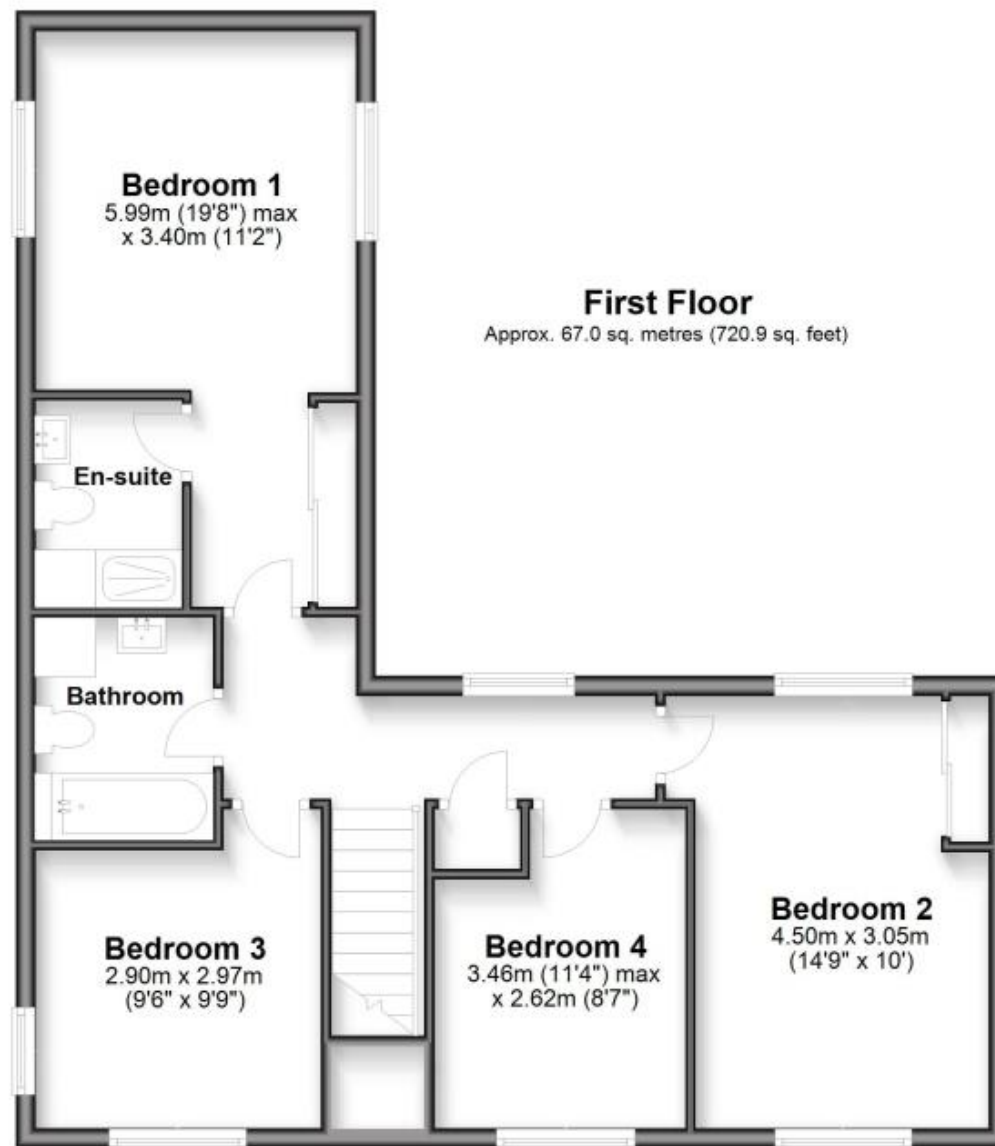 Bedroom 1
5.99m (19'8") max
x 3.40m (11'2")
First Floor
Approx. 67.0 sq. metres (720.9 sq. feet)
En-suite
Bathroom
Bedroom 3
2.90m x 2.97m
(9'6" x 9'9")
Bedroom 4
3.46m (11'4") max
x 2.62m (8'7")
Bedroom 2
4.50m x 3.05m
(14'9" x 10')